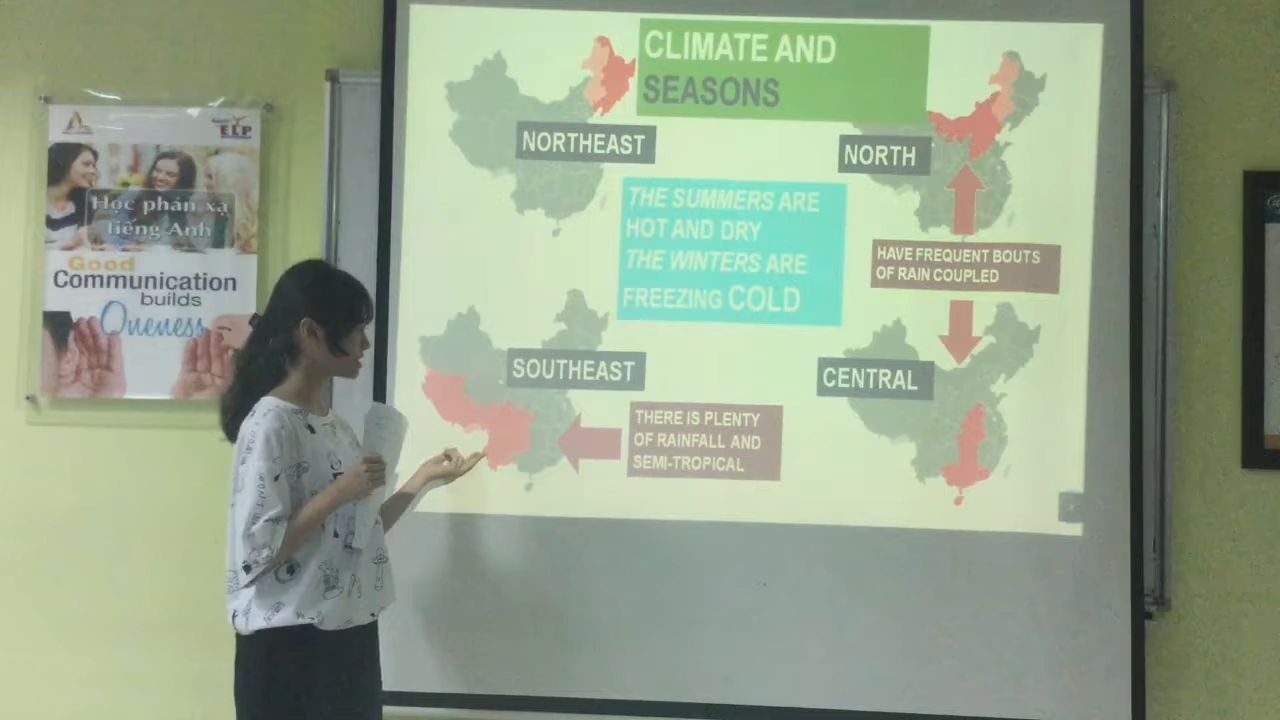 ELP
Học phản xạ
tiếng Anh
Good
Communication
builds
Oneness
CLIMATE AND
SEASONS
NORTHEAST
NORTH
THE SUMMERS ARE
HOT AND DRY
THE WINTERS ARE
FREEZING COLD
HAVE FREQUENT BOUTS
OF RAIN COUPLED
SOUTHEAST
CENTRAL
THERE IS PLENTY
OF RAINFALL AND
SEMI-TROPICAL